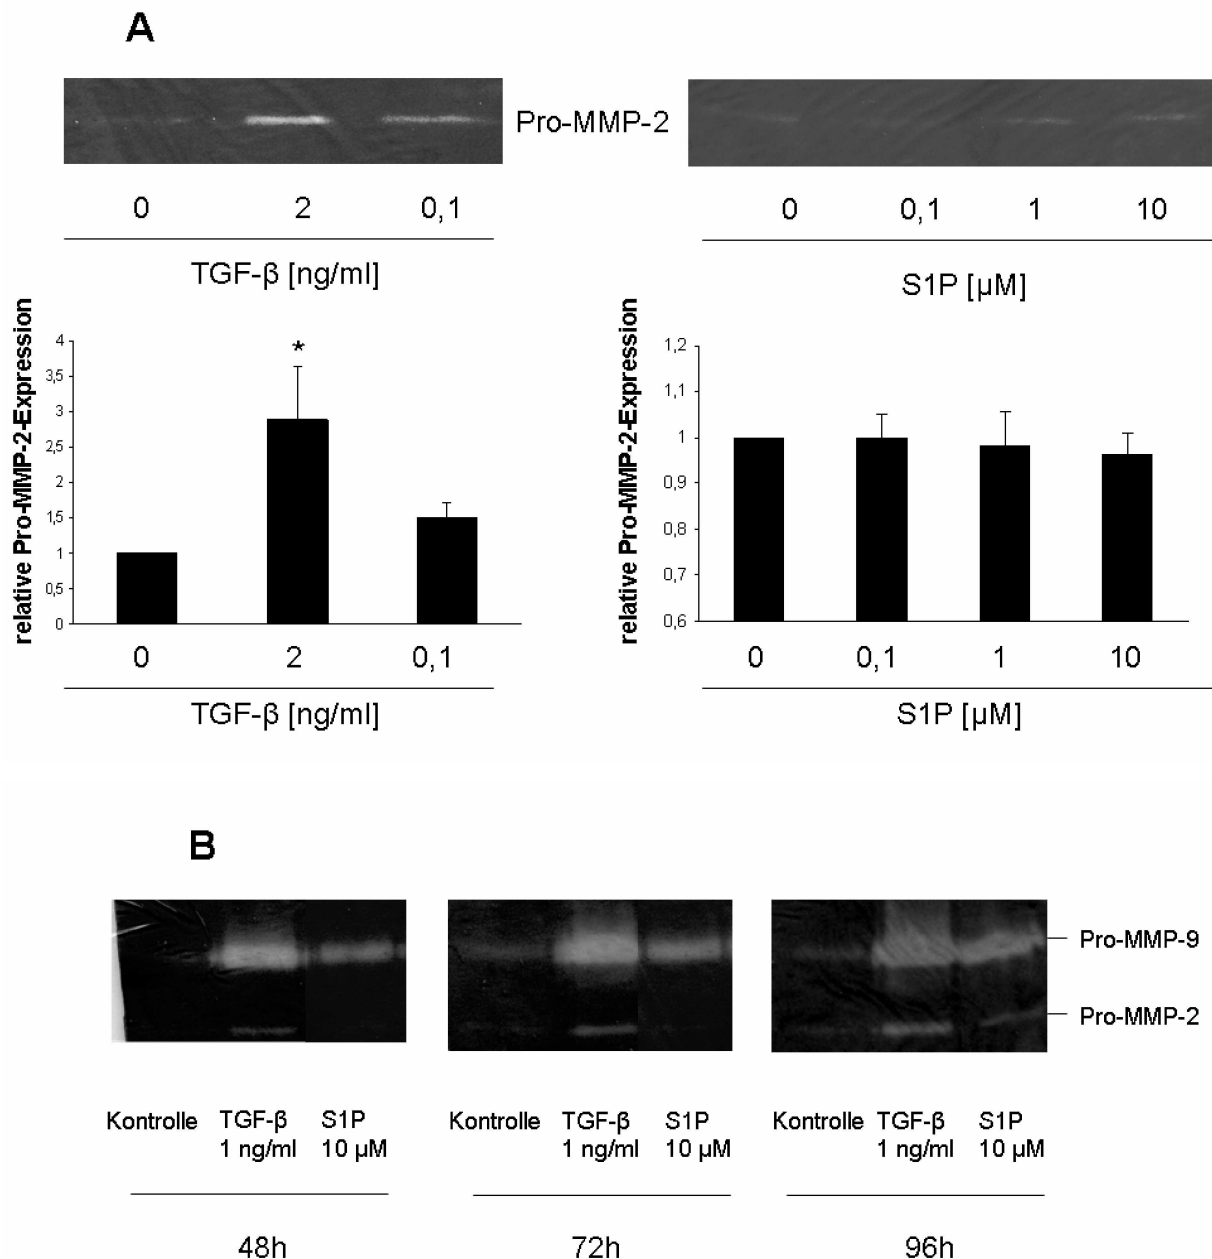 A
Pro-MMP-2
0 2 0,1
TGF-β [ng/ml]
0 0,1 1 10
S1P [µM]
relative Pro-MMP-2-Expression
4
3,5
3
2,5
2
1,5
1
0,5
0
*
0 2 0,1
TGF-β [ng/ml]
relative Pro-MMP-2-Expression
1,2
1,1
1
0,9
0,8
0,7
0,6
0 0,1 1 10
S1P [µM]
B
Pro-MMP-9
Pro-MMP-2
Kontrolle TGF-β S1P Kontrolle TGF-β S1P Kontrolle TGF-β S1P
1 ng/ml 10 µM 1 ng/ml 10 µM 1 ng/ml 10 µM
48h 72h 96h